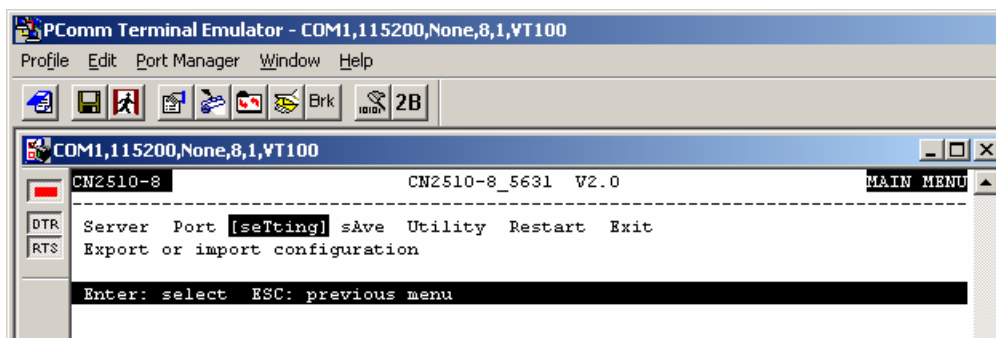 PComm Terminal Emulator - COM1,115200,None,8,1,VT100
Profile Edit Port Manager Window Help
Brk 2B
COM1,115200,None,8,1,VT100
CN2510-8 CN2510-8_5631 V2.0 MAIN MENU
DTR Server Port [seTting] sAve Utility Restart Exit
RTS Export or import configuration
Enter: select ESC: previous menu